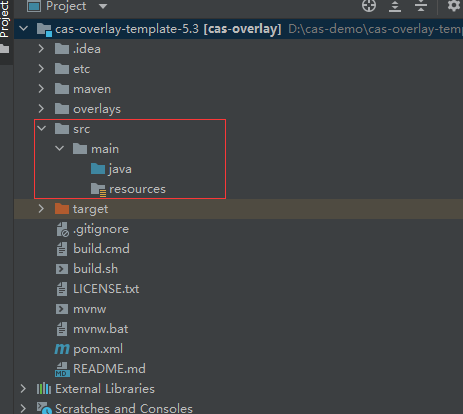 Project
Project
cas-overlay-template-5.3 [cas-overlay] D:\cas-demo\cas-overlay-tem
.idea
etc
maven
overlays
src
main
java
resources
target
.gitignore
build.cmd
build.sh
LICENSE.txt
mvnw
mvnw.bat
pom.xml
README.md
External Libraries
Scratches and Consoles